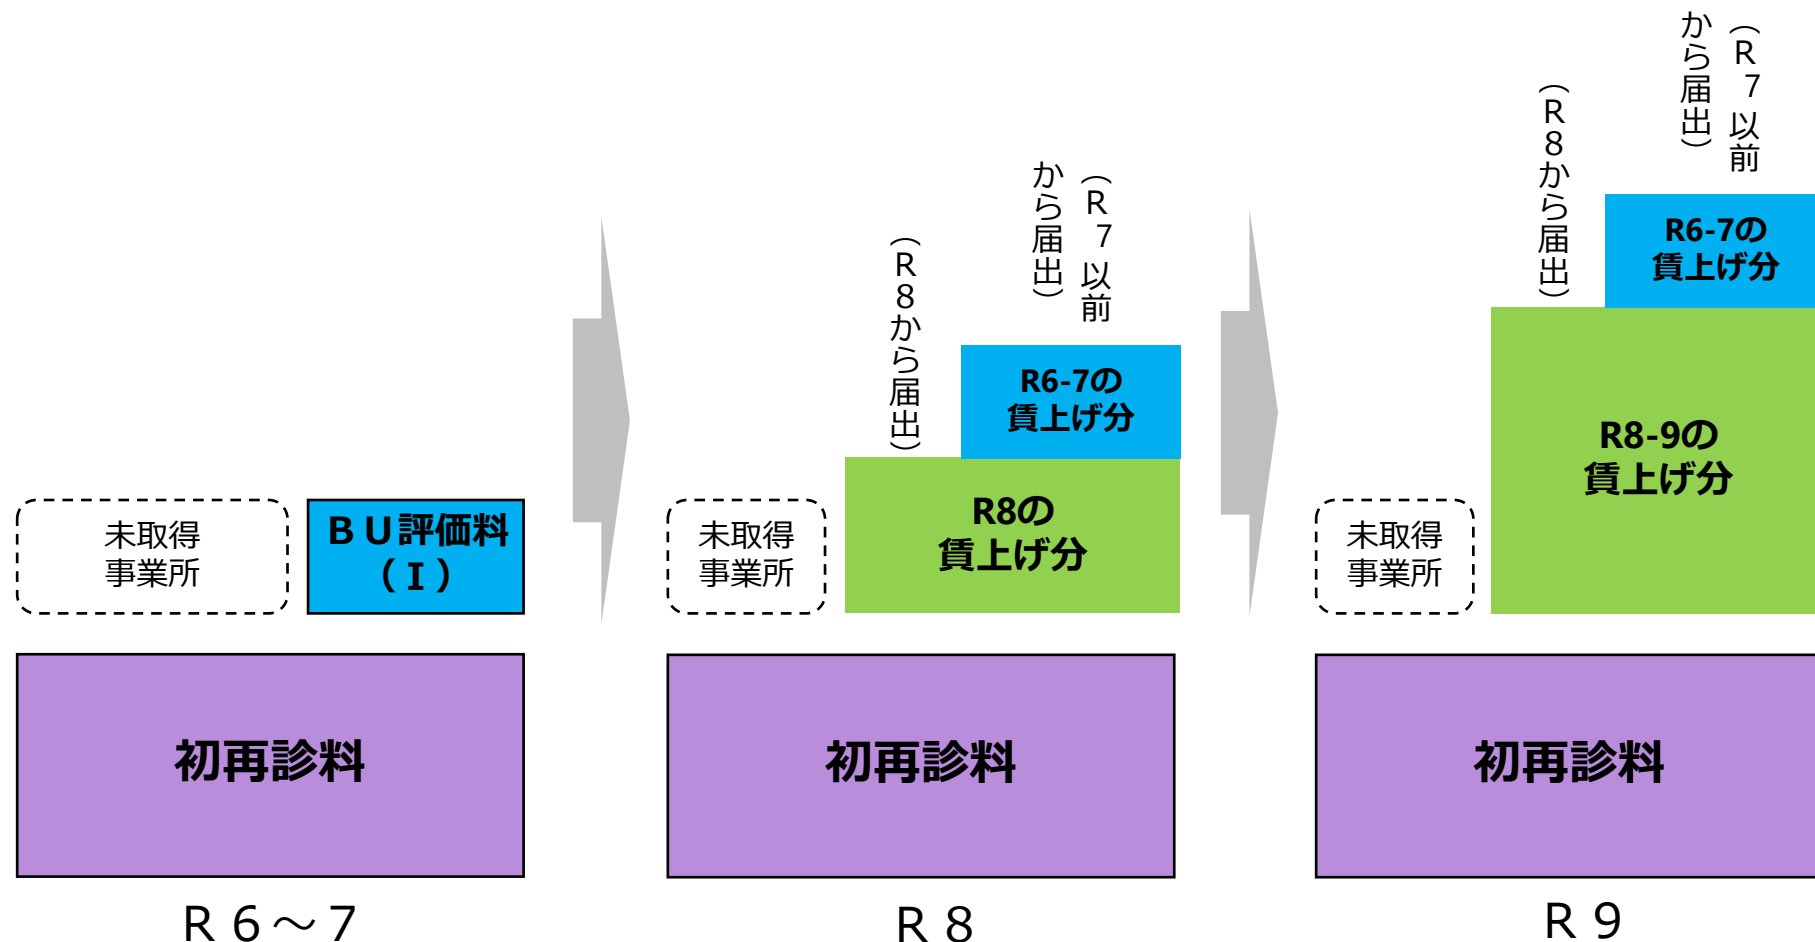 未取得
事業所
ＢＵ評価料
（Ｉ）
初再診料
Ｒ６～７
（Ｒ８から届出）
（Ｒ７以前
から届出）
R6-7の
賃上げ分
R8の
賃上げ分
未取得
事業所
初再診料
Ｒ８
（Ｒ８から届出）
（Ｒ７以前
から届出）
R6-7の
賃上げ分
R8-9の
賃上げ分
未取得
事業所
初再診料
Ｒ９